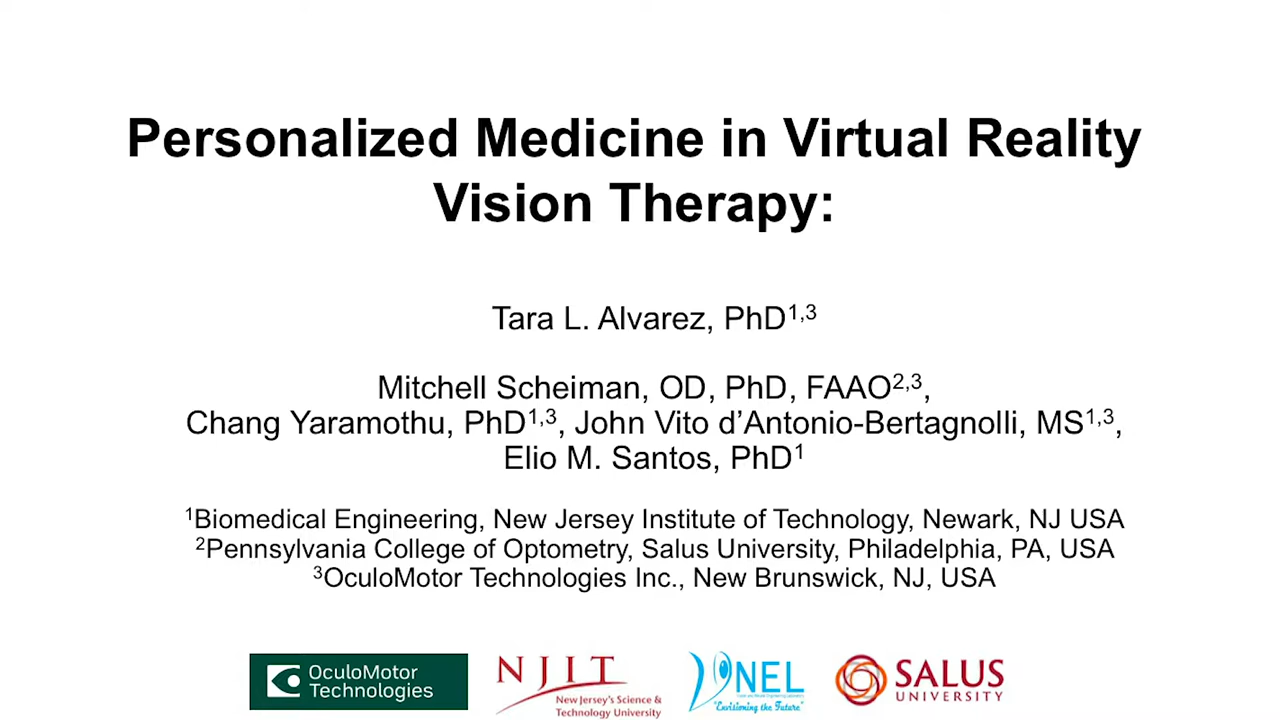 Personalized Medicine in Virtual Reality
Vision Therapy:
Tara L. Alvarez, PhD1,3
Mitchell Scheiman, OD, PhD, FAAO2,3,
Chang Yaramothu, PhD1,3, John Vito d’Antonio-Bertagnolli, MS1,3,
Elio M. Santos, PhD1
1Biomedical Engineering, New Jersey Institute of Technology, Newark, NJ USA
2Pennsylvania College of Optometry, Salus University, Philadelphia, PA, USA
3OculoMotor Technologies Inc., New Brunswick, NJ, USA
OculoMotor
Technologies
NJIT
New Jersey's Science &
Technology University
VNEL
"Envisioning the Future"
SALUS
UNIVERSITY